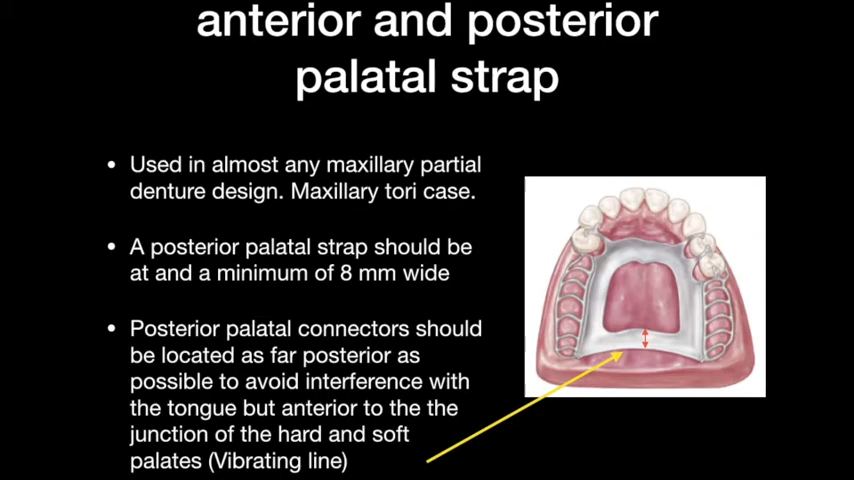 anterior and posterior
palatal strap
• Used in almost any maxillary partial
denture design. Maxillary tori case.
• A posterior palatal strap should be
at and a minimum of 8 mm wide
• Posterior palatal connectors should
be located as far posterior as
possible to avoid interference with
the tongue but anterior to the the
junction of the hard and soft
palates (Vibrating line)